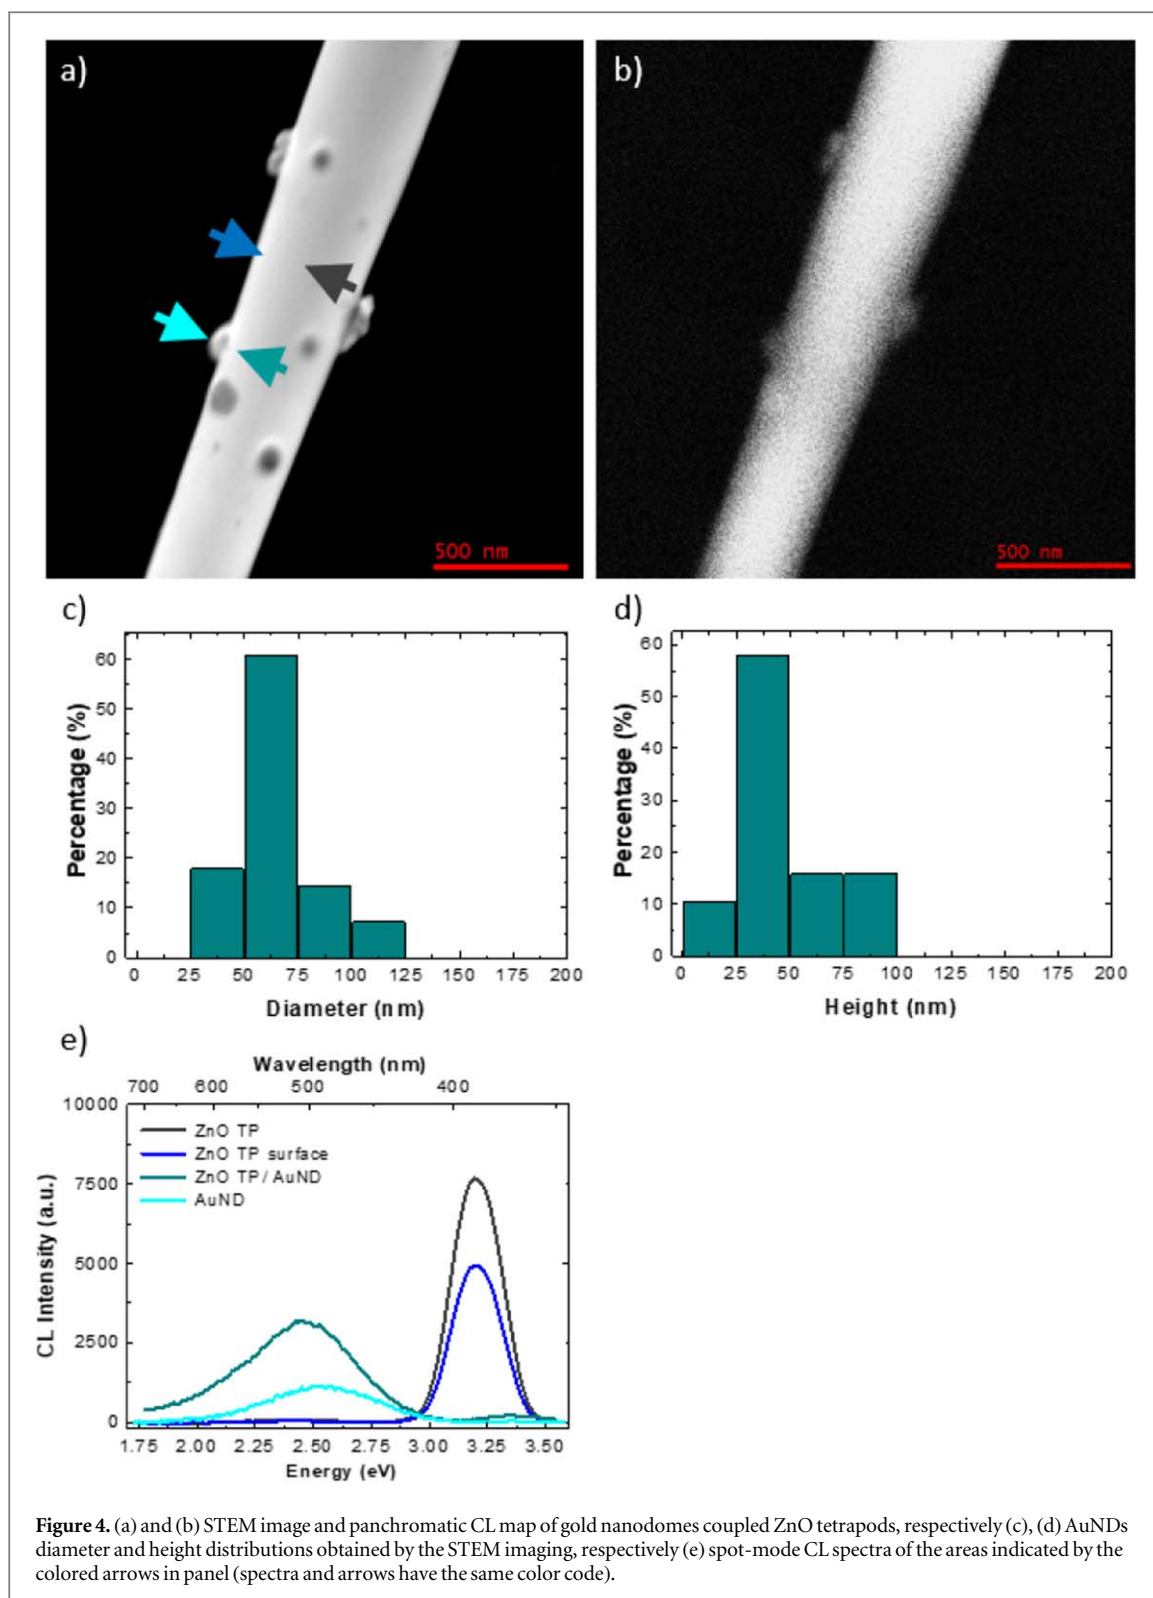 a)
b)
500 nm
500 nm
c)
d)
Percentage (%)
60
50
40
30
20
10
0
0 25 50 75 100 125 150 175 200
Diameter (nm)
Percentage (%)
60
50
40
30
20
10
0
0 25 50 75 100 125 150 175 200
Height (nm)
e)
Wavelength (nm)
700 600 500 400
CL Intensity (a.u.)
10000
7500
5000
2500
0
ZnO TP
ZnO TP surface
ZnO TP / AuND
AuND
1.75 2.00 2.25 2.50 2.75 3.00 3.25 3.50
Energy (eV)
Figure 4. (a) and (b) STEM image and panchromatic CL map of gold nanodomes coupled ZnO tetrapods, respectively (c), (d) AuNDs
diameter and height distributions obtained by the STEM imaging, respectively (e) spot-mode CL spectra of the areas indicated by the
colored arrows in panel (spectra and arrows have the same color code).